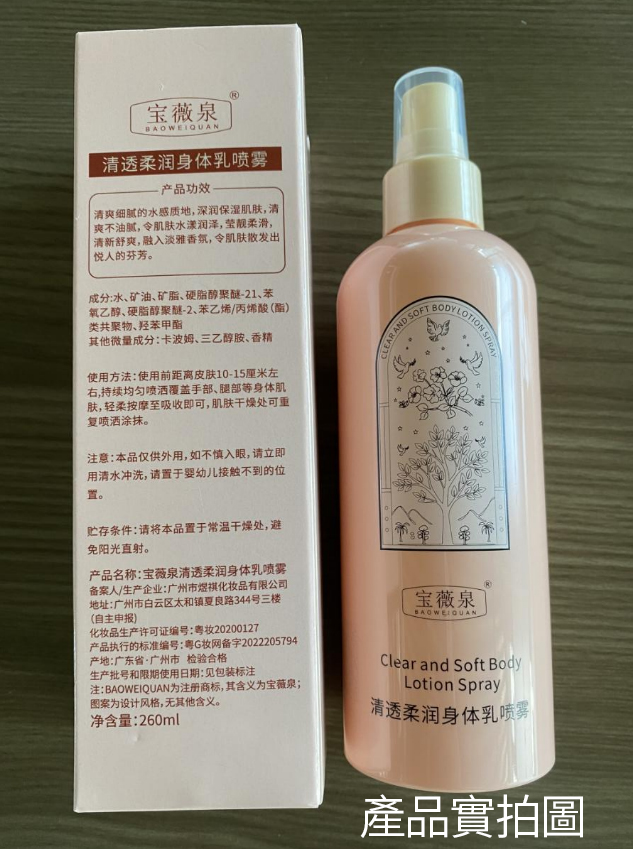 宝薇泉®
BAOWEIQUAN
清透柔润身体乳喷雾
产品功效
清爽细腻的水感质地,深润保湿肌肤,清
爽不油腻,令肌肤水漾润泽,莹靓柔滑,
清新舒爽,融入淡雅香氛,令肌肤散发出
悦人的芬芳。
成分:水、矿油、矿脂、硬脂醇聚醚-21、苯
氧乙醇、硬脂醇聚醚-2、苯乙烯/丙烯酸(酯)
类共聚物、羟苯甲酯
其他微量成分:卡波姆、三乙醇胺、香精
使用方法:使用前距离皮肤10-15厘米左
右,持续均匀喷洒覆盖手部、腿部等身体肌
肤,轻柔按摩至吸收即可,肌肤干燥处可重
复喷洒涂抹。
注意:本品仅供外用,如不慎入眼,请立即
用清水冲洗,请置于婴幼儿接触不到的位
置。
贮存条件:请将本品置于常温干燥处,避
免阳光直射。
产品名称:宝薇泉清透柔润身体乳喷雾
备案人/生产企业:广州市煜祺化妆品有限公司
地址:广州市白云区太和镇夏良路344号三楼
(自主申报)
化妆品生产许可证编号:粤妆20200127
产品执行的标准编号:粤G妆网备字2022205794
产地:广东省·广州市 检验合格
生产批号和限期使用日期:见包装标注
注:BAOWEIQUAN为注册商标,其含义为宝薇泉;
图案为设计风格,无其他含义。
净含量:260ml
CLEAR AND SOFT BODY LOTION SPRAY
宝薇泉®
BAOWEIQUAN
Clear and Soft Body
Lotion Spray
清透柔润身体乳喷雾
產品實拍圖